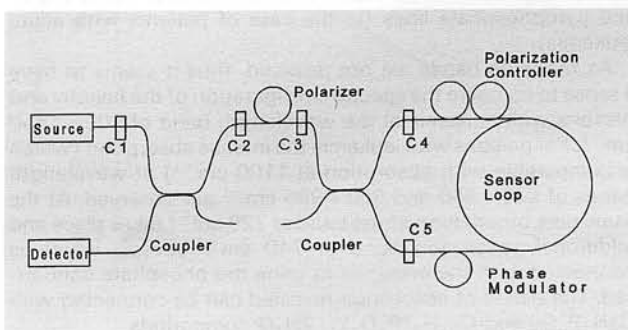 Polarization
Controller
Polarizer
Source
C1
C2
C3
C4
Sensor
Loop
Detector
Coupler
Coupler
C5
Phase
Modulator